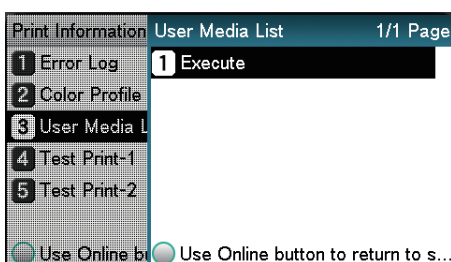 Print Information
1 Error Log
2 Color Profile
3 User Media L
4 Test Print-1
5 Test Print-2
Use Online b
User Media List 1/1 Page
1 Execute
Use Online button to return to s...